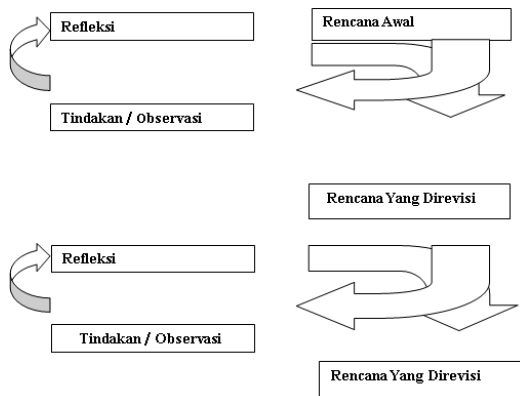 Refleksi
Rencana Awal
Tindakan / Observasi
Rencana Yang Direvisi
Refleksi
Tindakan / Observasi
Rencana Yang Direvisi